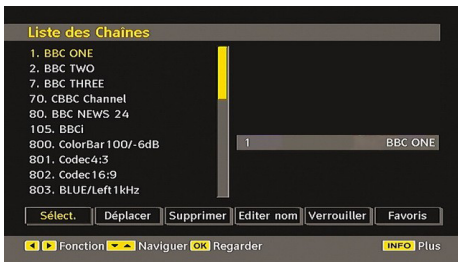 Liste des Chaînes
1. BBC ONE
2. BBC TWO
7. BBC THREE
70. CBBC Channel
80. BBC NEWS 24
105. BBCi
800. ColorBar100/-6dB
801. Codec4:3
802. Codec16:9
803. BLUE/Left1kHz
1 BBC ONE
Sélect. Déplacer Supprimer Editer nom Verrouiller Favoris
Fonction Naviguer OK Regarder INFO Plus